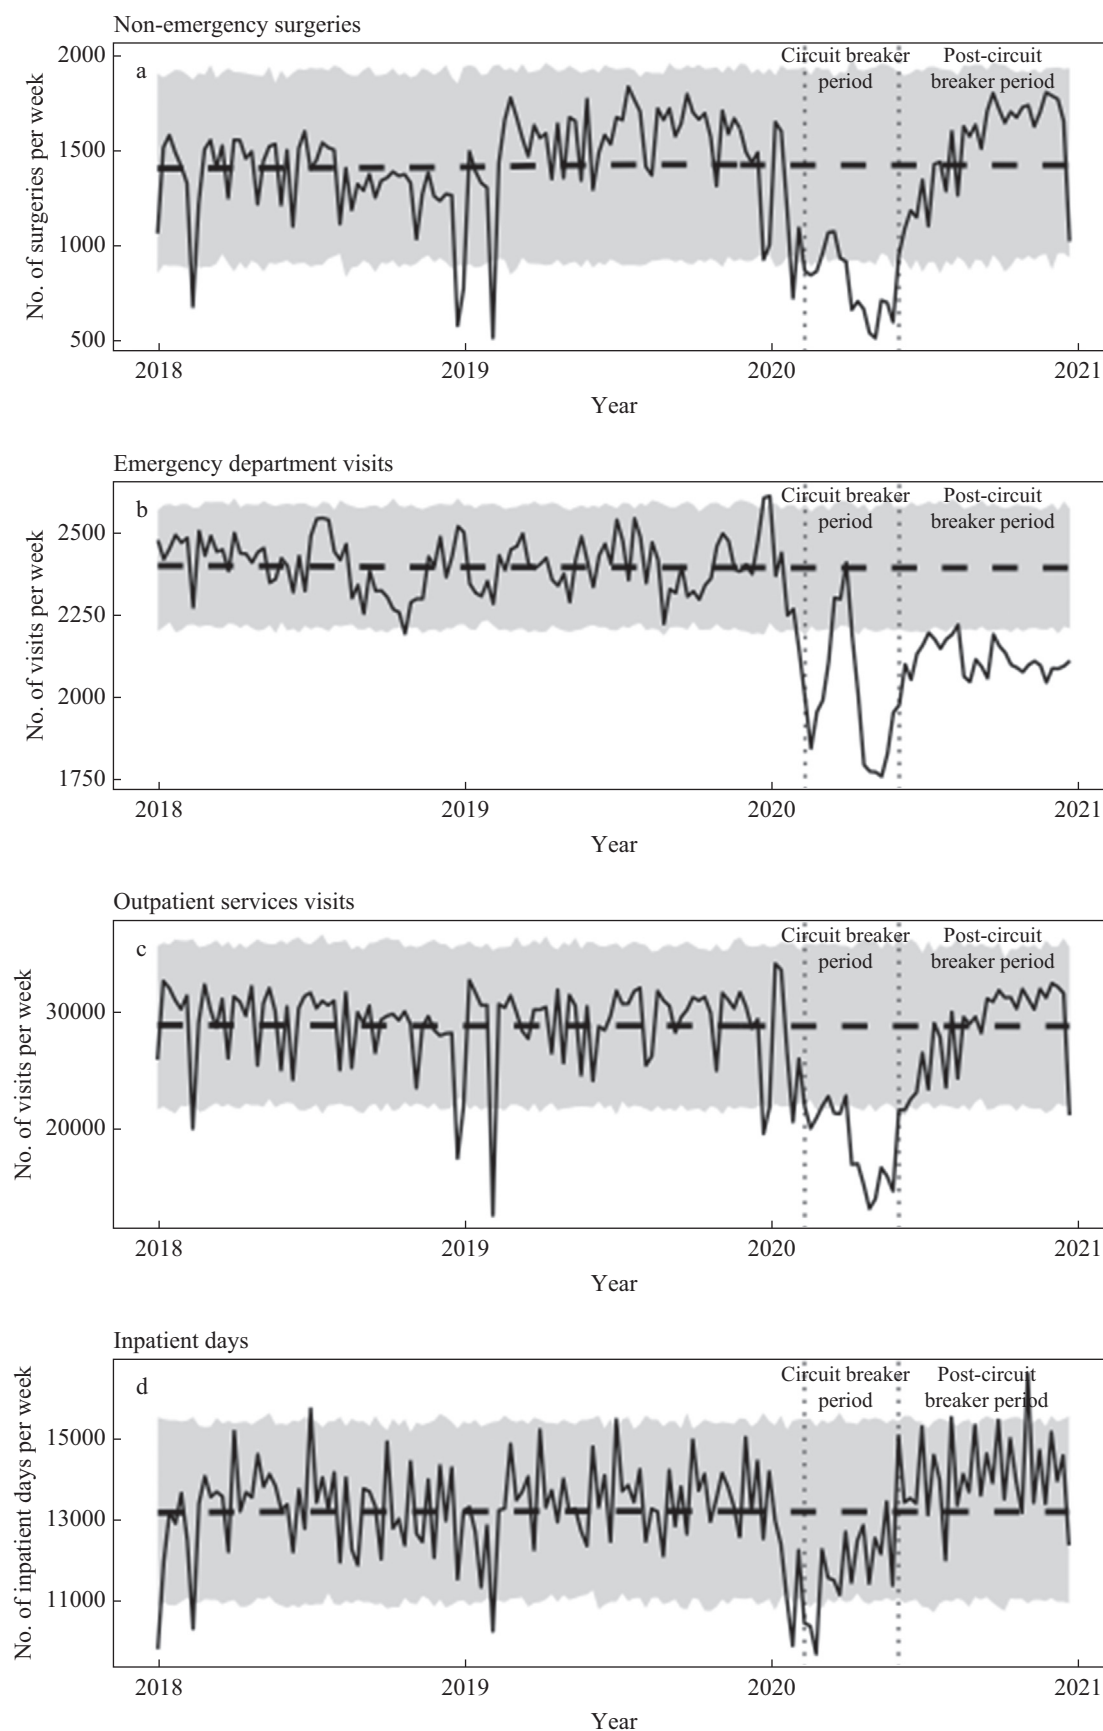 Non-emergency surgeries
No. of surgeries per week
2000
1500
1000
500
a
Circuit breaker
period
Post-circuit
breaker period
2018
2019
2020
2021
Year
Emergency department visits
No. of visits per week
2500
2250
2000
1750
b
Circuit breaker
period
Post-circuit
breaker period
2018
2019
2020
2021
Year
Outpatient services visits
No. of visits per week
30000
20000
c
Circuit breaker
period
Post-circuit
breaker period
2018
2019
2020
2021
Year
Inpatient days
No. of inpatient days per week
15000
13000
11000
d
Circuit breaker
period
Post-circuit
breaker period
2018
2019
2020
2021
Year